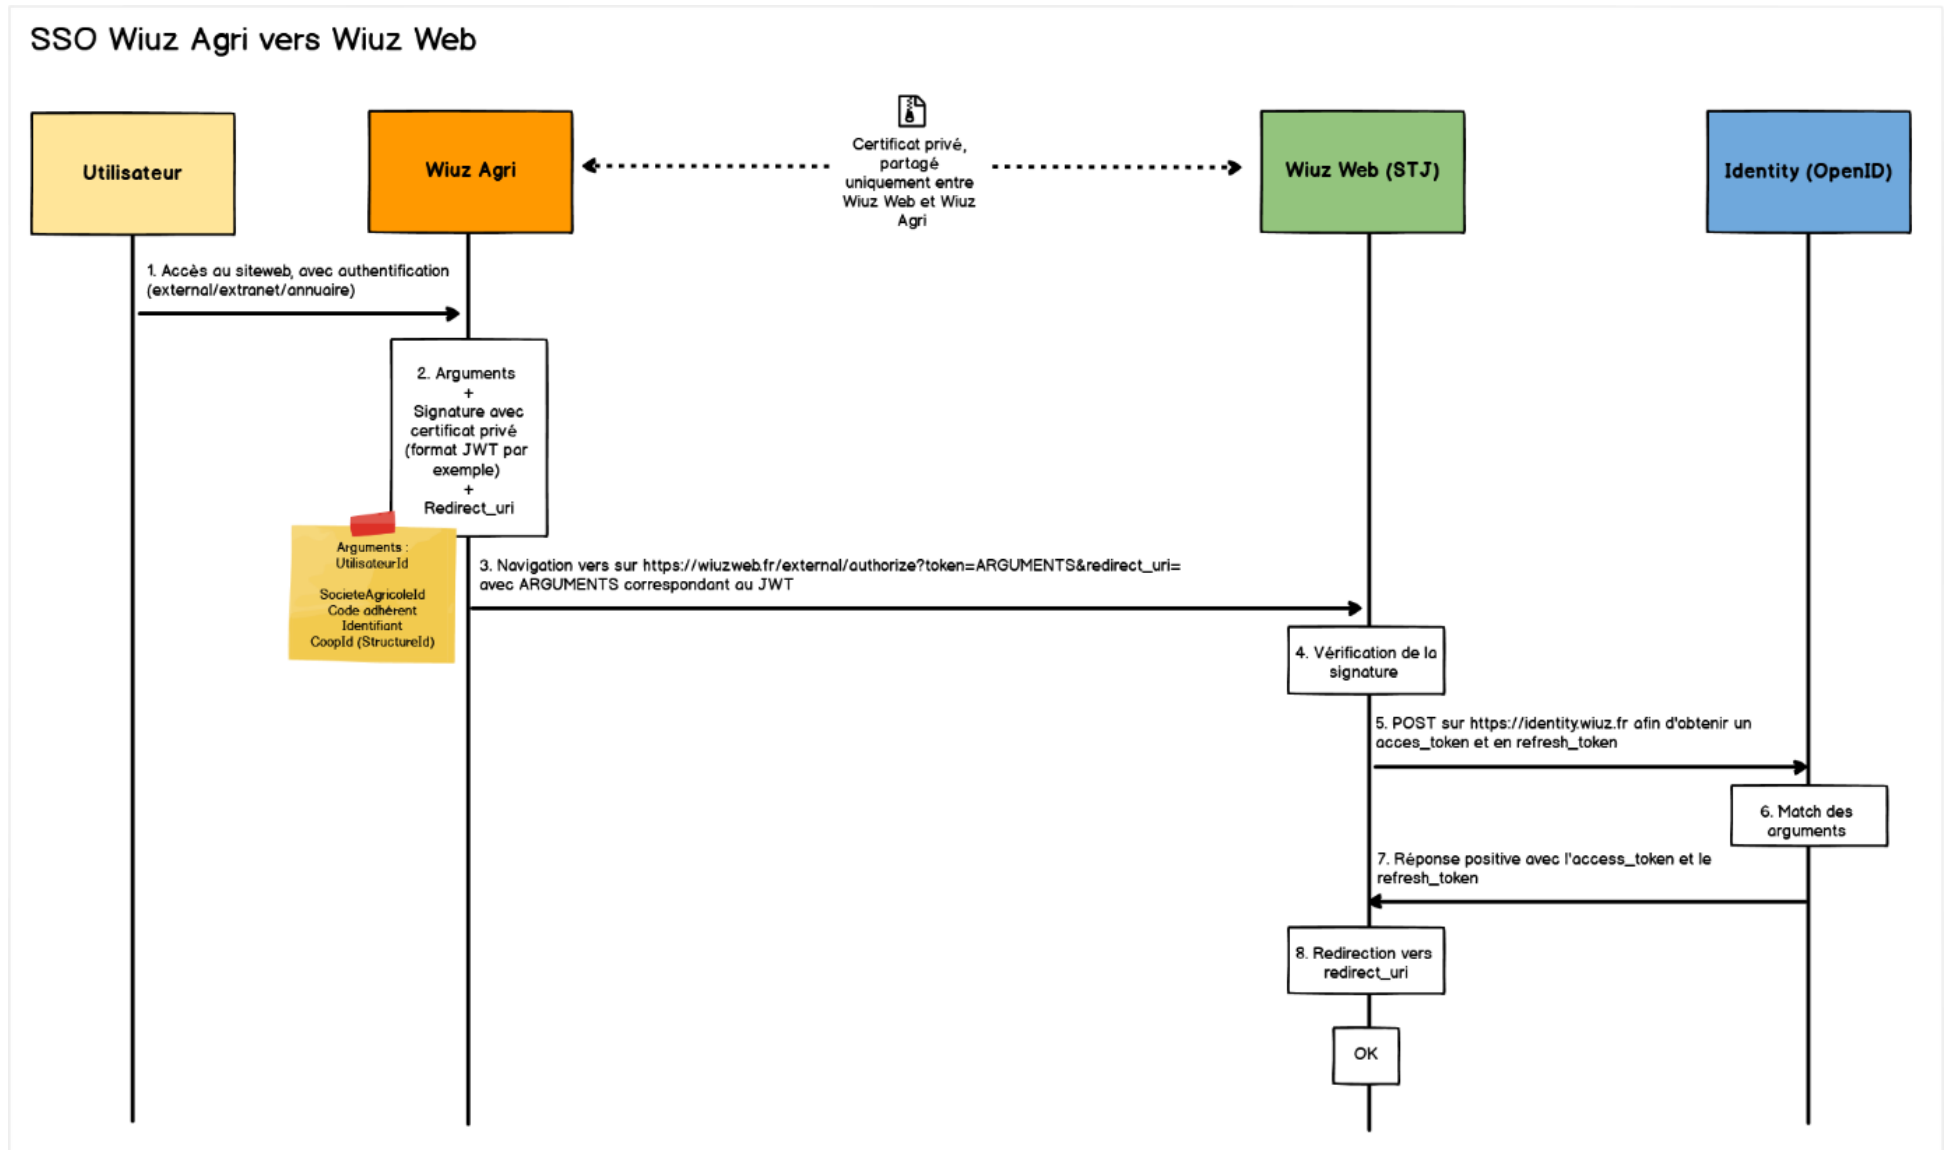 SSO Wiuz Agri vers Wiuz Web
Utilisateur
Wiuz Agri
Certificat privé,
partagé
uniquement entre
Wiuz Web et Wiuz
Agri
Wiuz Web (STJ)
Identity (OpenID)
1. Accès au siteweb, avec authentification
(external/extranet/annuaire)
2. Arguments
+
Signature avec
certificat privé
(format JWT par
exemple)
+
Redirect_uri
Arguments :
UtilisateurId
SocieteAgricoleId
Code adhérent
Identifiant
CoopId (StructureId)
3. Navigation vers sur https://wiuzweb.fr/external/authorize?token=ARGUMENTS&redirect_uri=
avec ARGUMENTS correspondant au JWT
4. Vérification de la
signature
5. POST sur https://identity.wiuz.fr afin d'obtenir un
acces_token et en refresh_token
6. Match des
arguments
7. Réponse positive avec l'access_token et le
refresh_token
8. Redirection vers
redirect_uri
OK